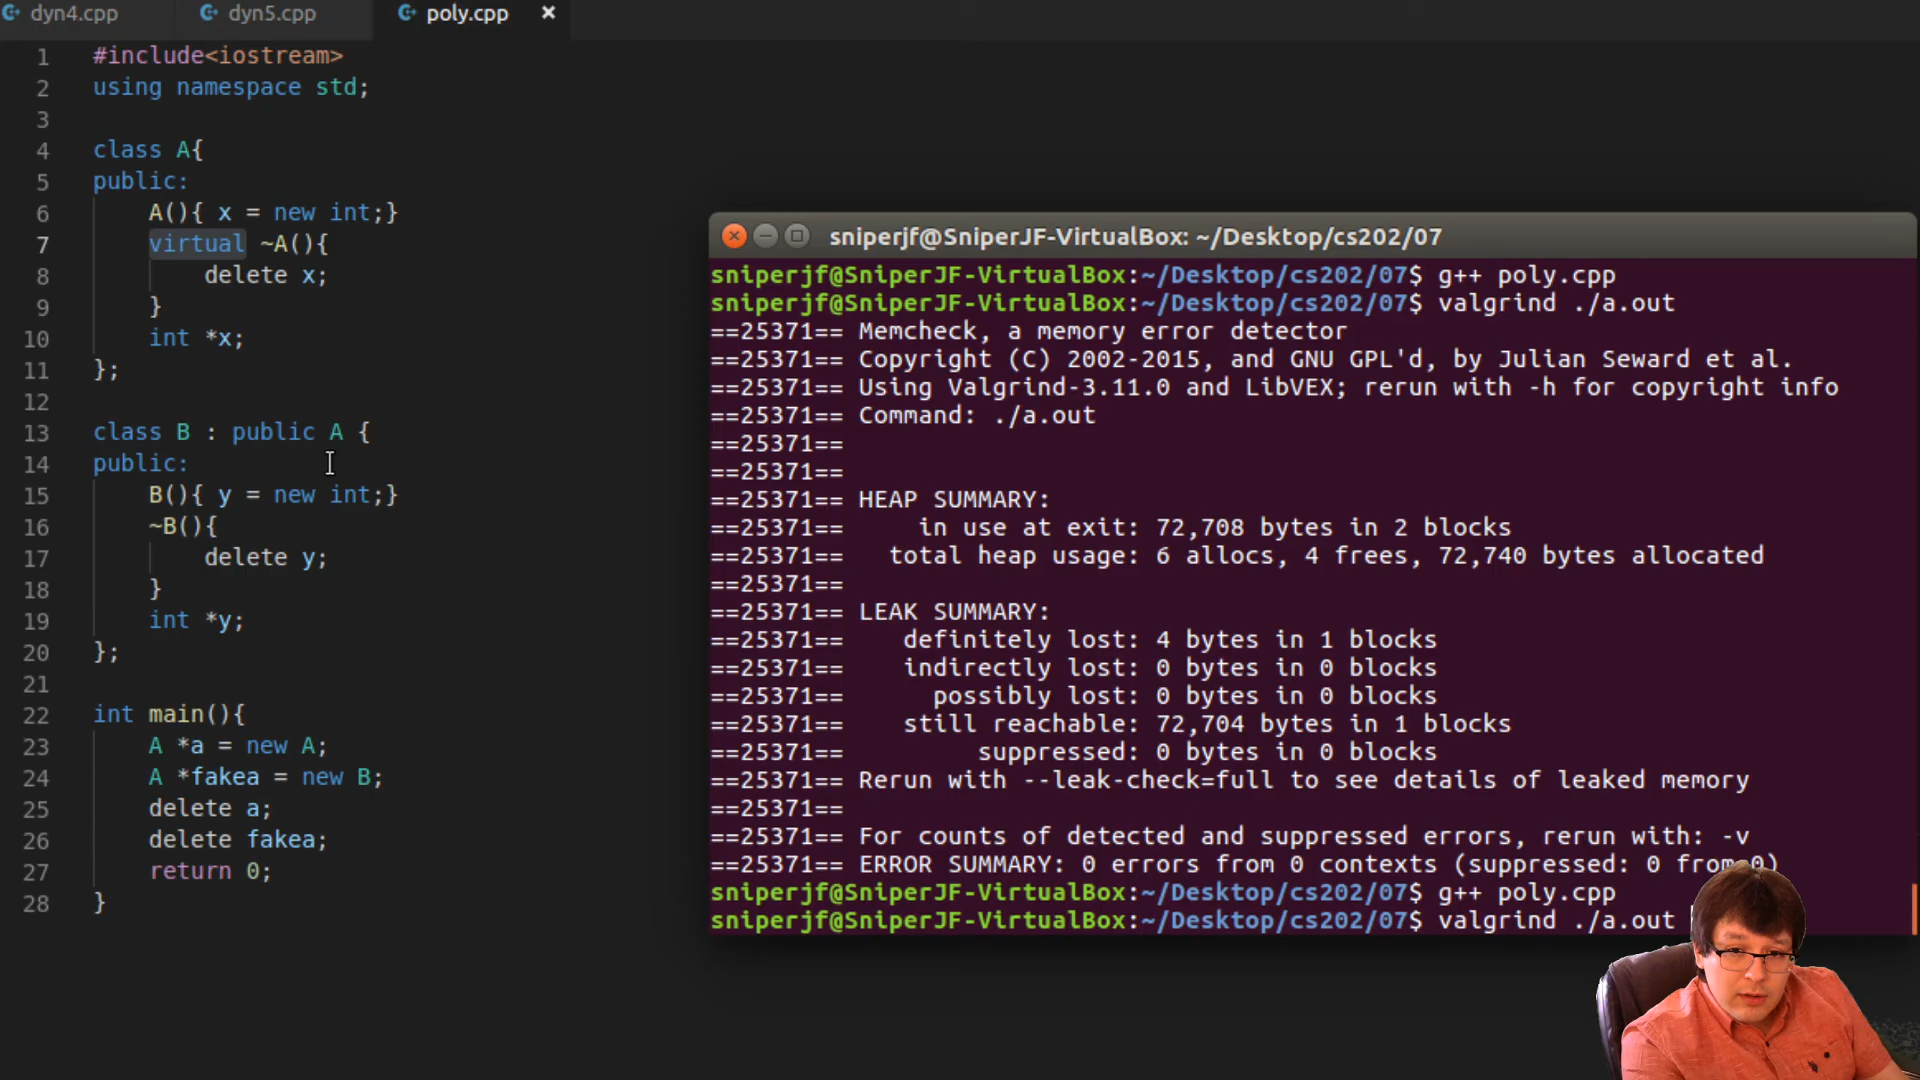 dyn4.cpp dyn5.cpp poly.cpp ×
1 #include<iostream>
2 using namespace std;
3
4 class A{
5 public:
6 A(){ x = new int;}
7 virtual ~A(){
8 delete x;
9 }
10 int *x;
11 };
12
13 class B : public A {
14 public:
15 B(){ y = new int;}
16 ~B(){
17 delete y;
18 }
19 int *y;
20 };
21
22 int main(){
23 A *a = new A;
24 A *fakea = new B;
25 delete a;
26 delete fakea;
27 return 0;
28 }
sniperjf@SniperJF-VirtualBox: ~/Desktop/cs202/07
sniperjf@SniperJF-VirtualBox:~/Desktop/cs202/07$ g++ poly.cpp
sniperjf@SniperJF-VirtualBox:~/Desktop/cs202/07$ valgrind ./a.out
==25371== Memcheck, a memory error detector
==25371== Copyright (C) 2002-2015, and GNU GPL'd, by Julian Seward et al.
==25371== Using Valgrind-3.11.0 and LibVEX; rerun with -h for copyright info
==25371== Command: ./a.out
==25371==
==25371==
==25371== HEAP SUMMARY:
==25371== in use at exit: 72,708 bytes in 2 blocks
==25371== total heap usage: 6 allocs, 4 frees, 72,740 bytes allocated
==25371==
==25371== LEAK SUMMARY:
==25371== definitely lost: 4 bytes in 1 blocks
==25371== indirectly lost: 0 bytes in 0 blocks
==25371== possibly lost: 0 bytes in 0 blocks
==25371== still reachable: 72,704 bytes in 1 blocks
==25371== suppressed: 0 bytes in 0 blocks
==25371== Rerun with --leak-check=full to see details of leaked memory
==25371==
==25371== For counts of detected and suppressed errors, rerun with: -v
==25371== ERROR SUMMARY: 0 errors from 0 contexts (suppressed: 0 from 0)
sniperjf@SniperJF-VirtualBox:~/Desktop/cs202/07$ g++ poly.cpp
sniperjf@SniperJF-VirtualBox:~/Desktop/cs202/07$ valgrind ./a.out